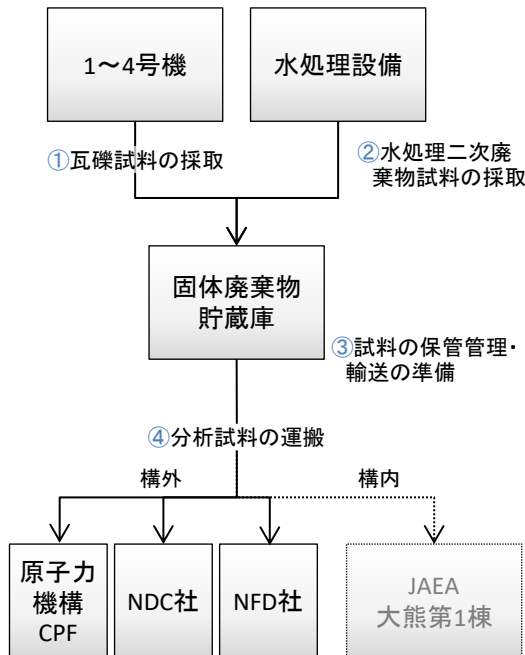 1～4号機
水処理設備
①瓦礫試料の採取
②水処理二次廃
棄物試料の採取
固体廃棄物
貯蔵庫
③試料の保管管理・
輸送の準備
④分析試料の運搬
構外
構内
原子力
機構
CPF
NDC社
NFD社
JAEA
大熊第1棟